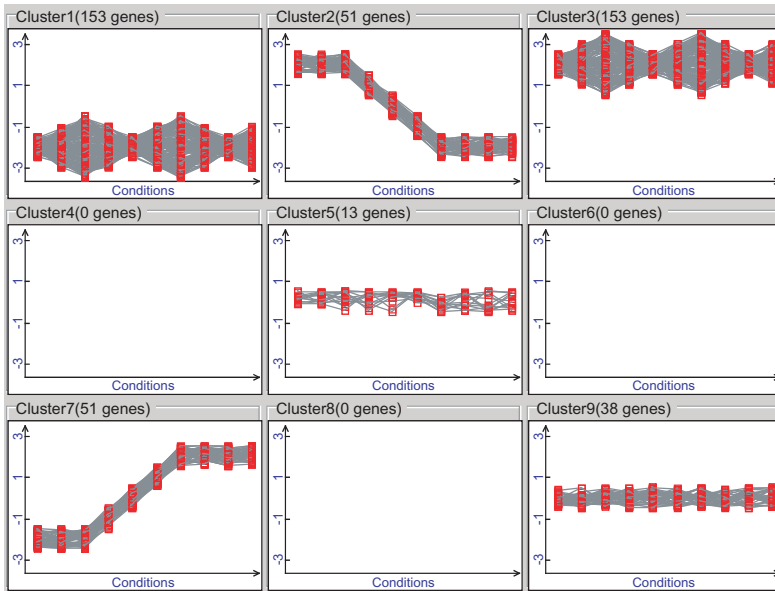 Cluster1(153 genes)
3
1
-1
-3
Conditions
Cluster2(51 genes)
3
1
-1
-3
Conditions
Cluster3(153 genes)
3
1
-1
-3
Conditions
Cluster4(0 genes)
3
1
-1
-3
Conditions
Cluster5(13 genes)
3
1
-1
-3
Conditions
Cluster6(0 genes)
3
1
-1
-3
Conditions
Cluster7(51 genes)
3
1
-1
-3
Conditions
Cluster8(0 genes)
3
1
-1
-3
Conditions
Cluster9(38 genes)
3
1
-1
-3
Conditions